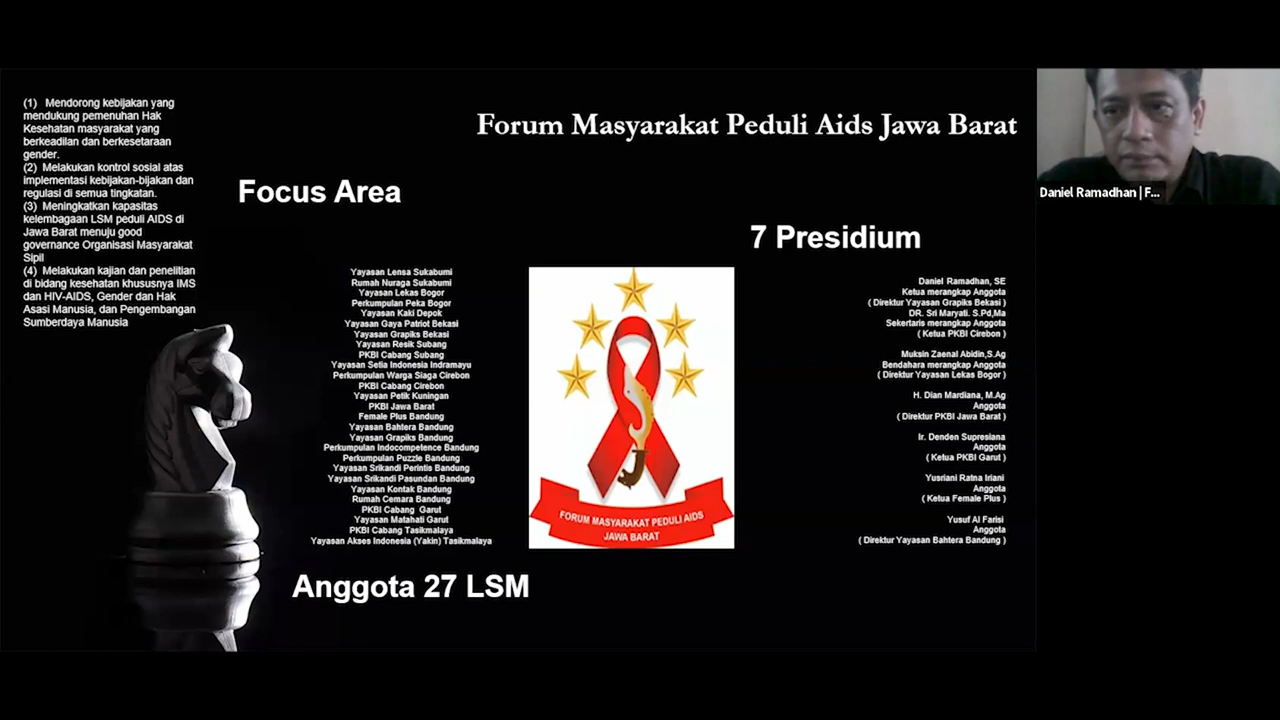 (1) Mendorong kebijakan yang
mendukung pemenuhan Hak
Kesehatan masyarakat yang
berkeadilan dan berkesetaraan
gender.
(2) Melakukan kontrol sosial atas
implementasi kebijakan-bijakan dan
regulasi di semua tingkatan.
(3) Meningkatkan kapasitas
kelembagaan LSM peduli AIDS di
Jawa Barat menuju good
governance Organisasi Masyarakat
Sipil
(4) Melakukan kajian dan penelitian
di bidang kesehatan khususnya IMS
dan HIV-AIDS, Gender dan Hak
Asasi Manusia, dan Pengembangan
Sumberdaya Manusia
Forum Masyarakat Peduli Aids Jawa Barat
Focus Area
7 Presidium
Yayasan Lensa Sukabumi
Rumah Nuraga Sukabumi
Yayasan Lekas Bogor
Perkumpulan Peka Bogor
Yayasan Kaki Depok
Yayasan Gaya Patriot Bekasi
Yayasan Grapiks Bekasi
Yayasan Resik Subang
PKBI Cabang Subang
Yayasan Setia Indonesia Indramayu
Perkumpulan Warga Siaga Cirebon
PKBI Cabang Cirebon
Yayasan Petik Kuningan
PKBI Jawa Barat
Female Plus Bandung
Yayasan Bahtera Bandung
Yayasan Grapiks Bandung
Perkumpulan Indocompetence Bandung
Perkumpulan Puzzle Bandung
Yayasan Srikandi Perintis Bandung
Yayasan Srikandi Pasundan Bandung
Yayasan Kontak Bandung
Rumah Cemara Bandung
PKBI Cabang Garut
Yayasan Matahati Garut
PKBI Cabang Tasikmalaya
Yayasan Akses Indonesia (Yakin) Tasikmalaya
Anggota 27 LSM
FORUM MASYARAKAT PEDULI AIDS
JAWA BARAT
Daniel Ramadhan, SE
Ketua merangkap Anggota
( Direktur Yayasan Grapiks Bekasi )
DR. Sri Maryati. S.Pd,Ma
Sekertaris merangkap Anggota
( Ketua PKBI Cirebon )
Muksin Zaenal Abidin,S.Ag
Bendahara merangkap Anggota
( Direktur Yayasan Lekas Bogor )
H. Dian Mardiana, M.Ag
Anggota
( Direktur PKBI Jawa Barat )
Ir. Denden Supresiana
Anggota
( Ketua PKBI Garut )
Yusriani Ratna Iriani
Anggota
( Ketua Female Plus )
Yusuf Al Farisi
Anggota
( Direktur Yayasan Bahtera Bandung )
Daniel Ramadhan | F...